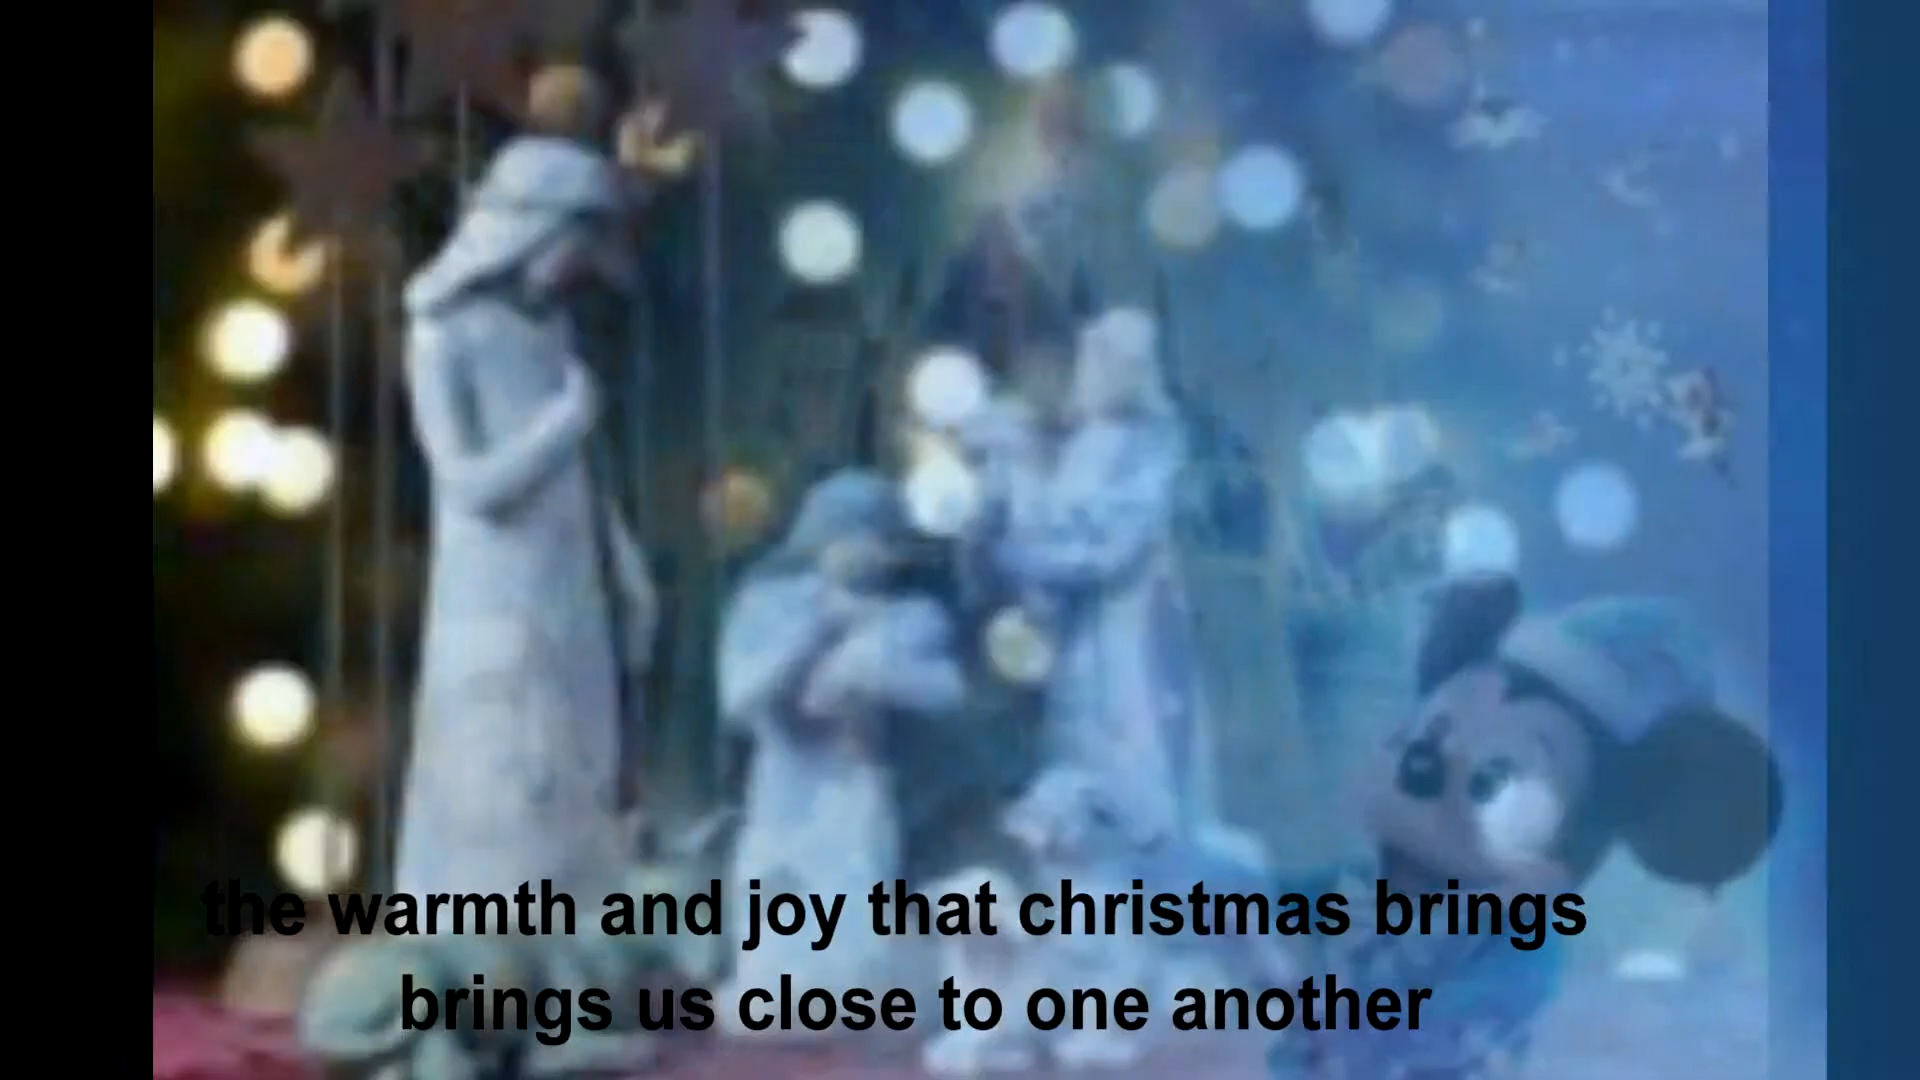 the warmth and joy that christmas brings
brings us close to one another